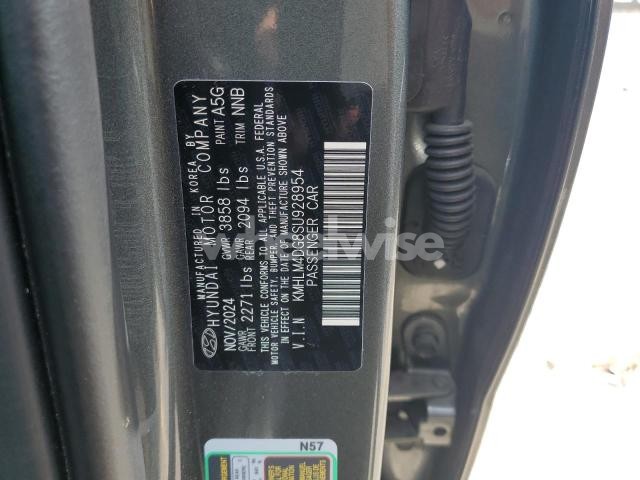 MANUFACTURED IN KOREA BY
HYUNDAI MOTOR COMPANY
NOV/2024 GVWR 3858 lbs PAINT A5G
GAWR FRONT 2271 lbs GAWR REAR 2094 lbs TRIM NNB
THIS VEHICLE CONFORMS TO ALL APPLICABLE U.S.A. FEDERAL
MOTOR VEHICLE SAFETY, BUMPER, AND THEFT PREVENTION STANDARDS
IN EFFECT ON THE DATE OF MANUFACTURE SHOWN ABOVE
V.I.N KMHLM4DG8SU928954
PASSENGER CAR
N57